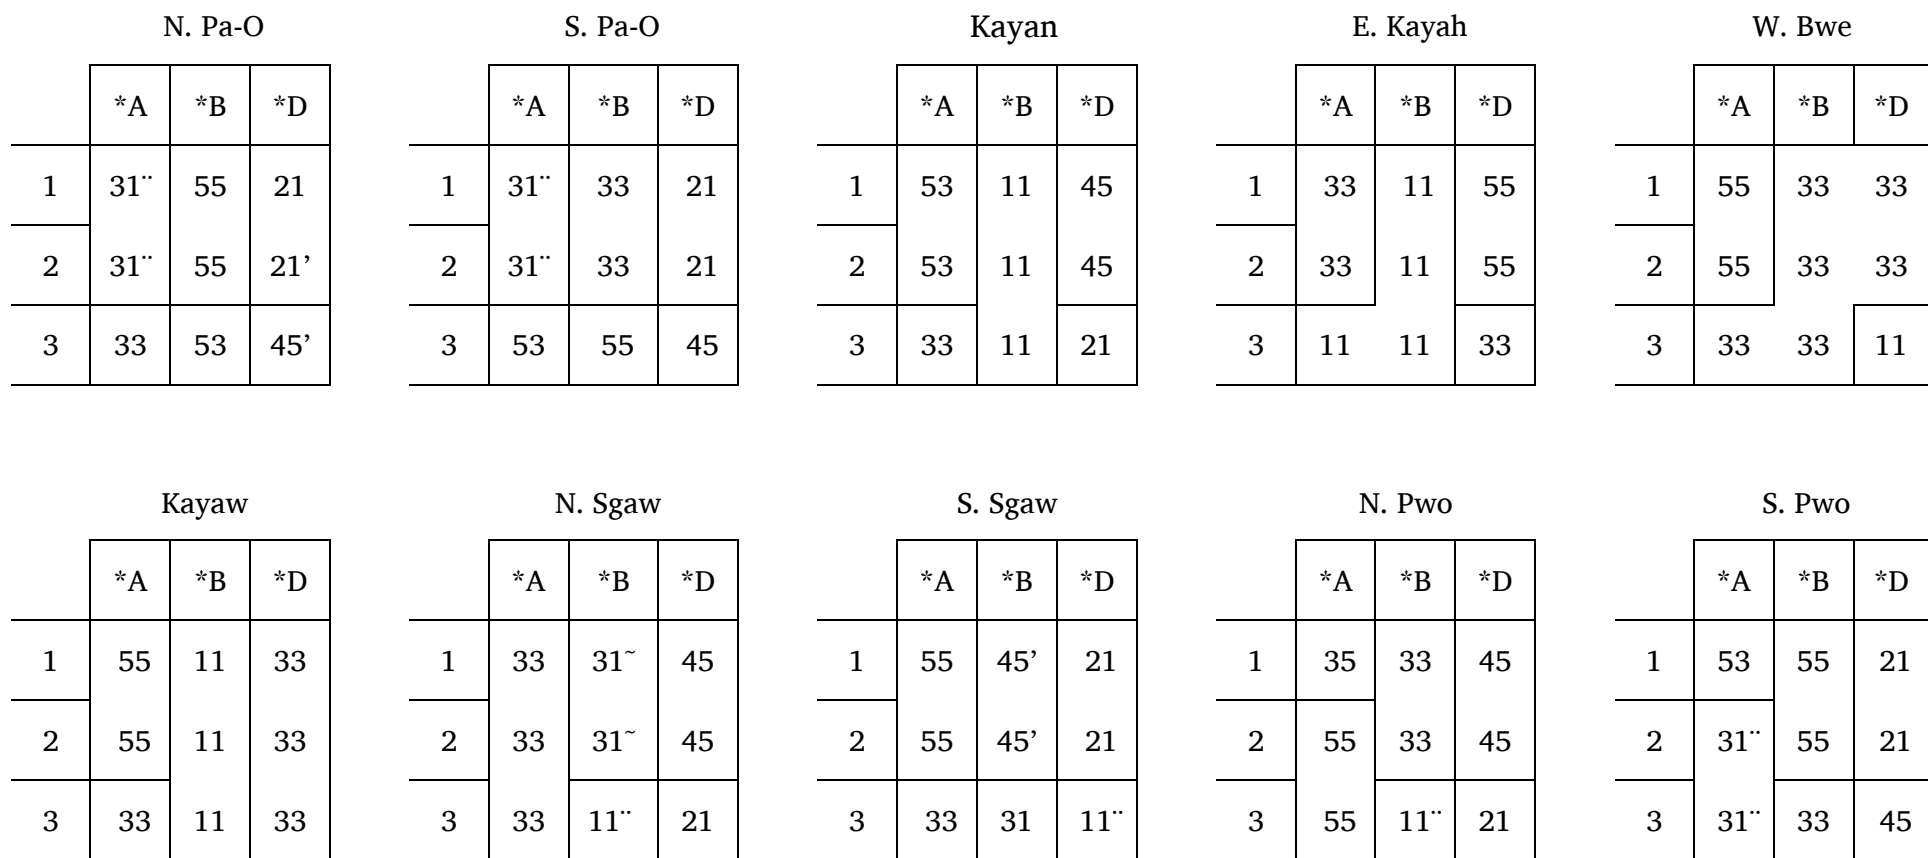 N. Pa-O S. Pa-O Kayan E. Kayah W. Bwe
*A *B *D *A *B *D *A *B *D *A *B *D *A *B *D
1 31¨ 55 21 1 31¨ 33 21 1 53 11 45 1 33 11 55 1 55 33 33
2 31¨ 55 21’ 2 31¨ 33 21 2 53 11 45 2 33 11 55 2 55 33 33
3 33 53 45’ 3 53 55 45 3 33 11 21 3 11 11 33 3 33 33 11
Kayaw N. Sgaw S. Sgaw N. Pwo S. Pwo
*A *B *D *A *B *D *A *B *D *A *B *D *A *B *D
1 55 11 33 1 33 31˜ 45 1 55 45’ 21 1 35 33 45 1 53 55 21
2 55 11 33 2 33 31˜ 45 2 55 45’ 21 2 55 33 45 2 31¨ 55 21
3 33 11 33 3 33 11¨ 21 3 33 31 11¨ 3 55 11¨ 21 3 31¨ 33 45